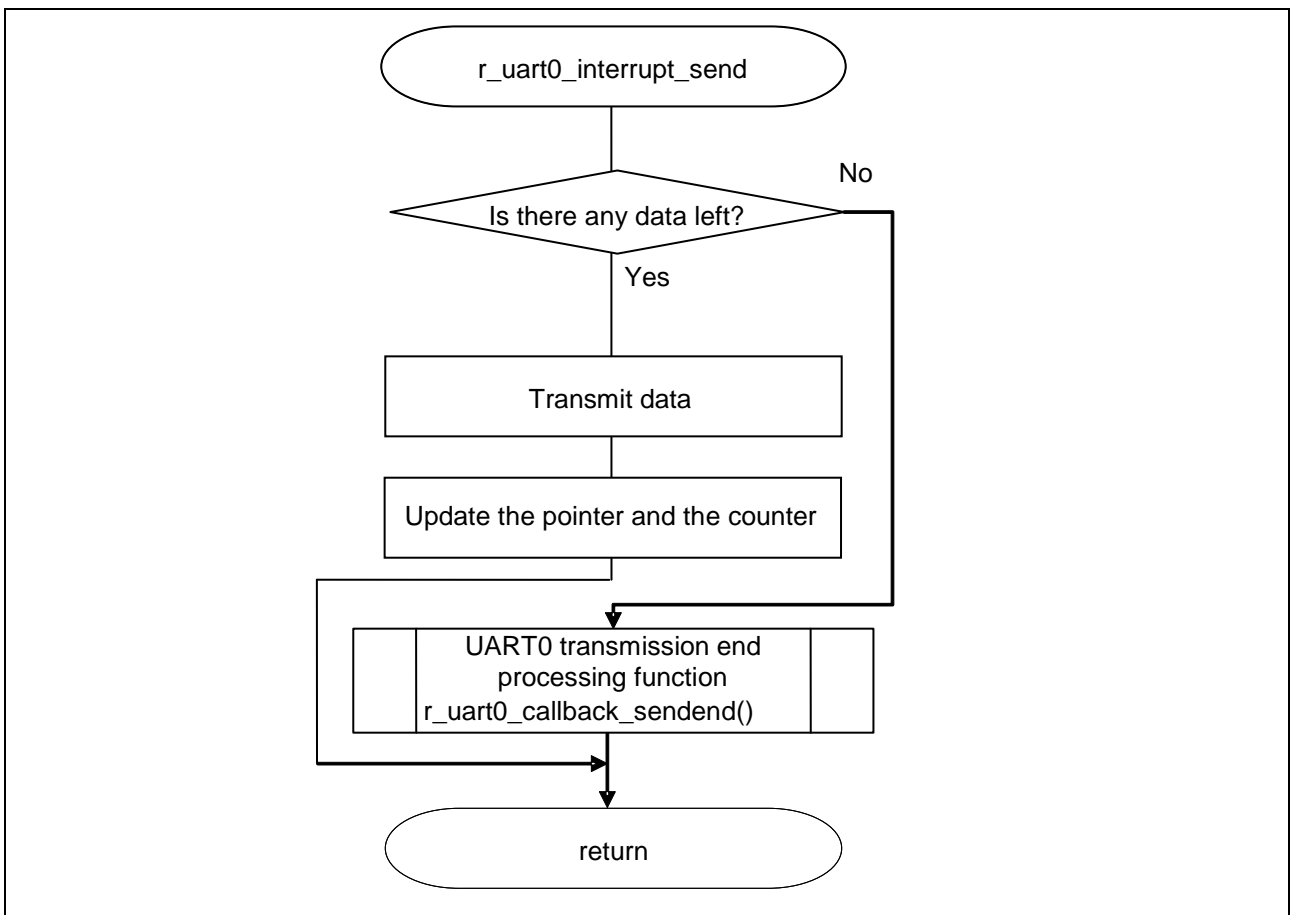 r_uart0_interrupt_send
No
Is there any data left?
Yes
Transmit data
Update the pointer and the counter
UART0 transmission end
processing function
r_uart0_callback_sendend()
return